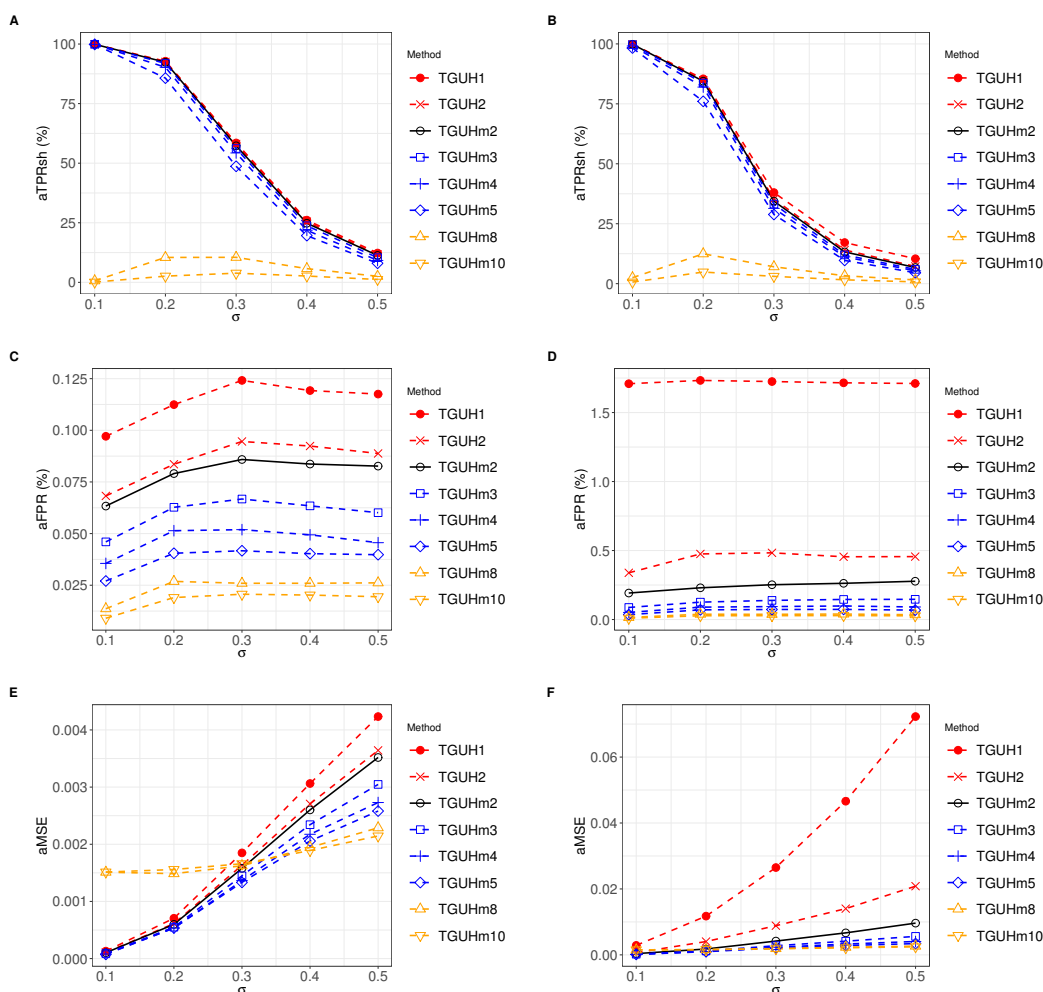 A
aTPRsh (%)
100
75
50
25
0
0.1 0.2 0.3 0.4 0.5
σ
Method
TGUH1
TGUH2
TGUHm2
TGUHm3
TGUHm4
TGUHm5
TGUHm8
TGUHm10
B
aTPRsh (%)
100
75
50
25
0
0.1 0.2 0.3 0.4 0.5
σ
Method
TGUH1
TGUH2
TGUHm2
TGUHm3
TGUHm4
TGUHm5
TGUHm8
TGUHm10
C
aFPR (%)
0.125
0.100
0.075
0.050
0.025
0.1 0.2 0.3 0.4 0.5
σ
Method
TGUH1
TGUH2
TGUHm2
TGUHm3
TGUHm4
TGUHm5
TGUHm8
TGUHm10
D
aFPR (%)
1.5
1.0
0.5
0.0
0.1 0.2 0.3 0.4 0.5
σ
Method
TGUH1
TGUH2
TGUHm2
TGUHm3
TGUHm4
TGUHm5
TGUHm8
TGUHm10
E
aMSE
0.004
0.003
0.002
0.001
0.000
0.1 0.2 0.3 0.4 0.5
σ
Method
TGUH1
TGUH2
TGUHm2
TGUHm3
TGUHm4
TGUHm5
TGUHm8
TGUHm10
F
aMSE
0.06
0.04
0.02
0.00
0.1 0.2 0.3 0.4 0.5
σ
Method
TGUH1
TGUH2
TGUHm2
TGUHm3
TGUHm4
TGUHm5
TGUHm8
TGUHm10